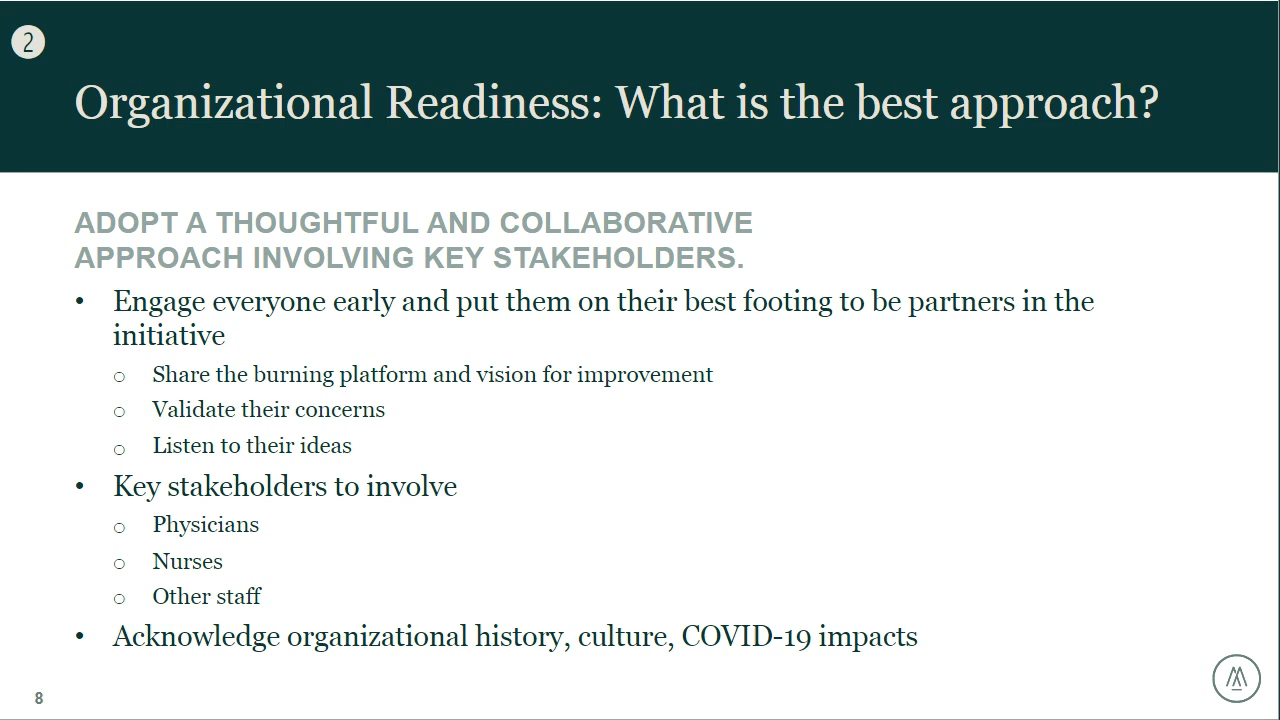 2
Organizational Readiness: What is the best approach?
ADOPT A THOUGHTFUL AND COLLABORATIVE
APPROACH INVOLVING KEY STAKEHOLDERS.
• Engage everyone early and put them on their best footing to be partners in the
initiative
○ Share the burning platform and vision for improvement
○ Validate their concerns
○ Listen to their ideas
• Key stakeholders to involve
○ Physicians
○ Nurses
○ Other staff
• Acknowledge organizational history, culture, COVID-19 impacts
8